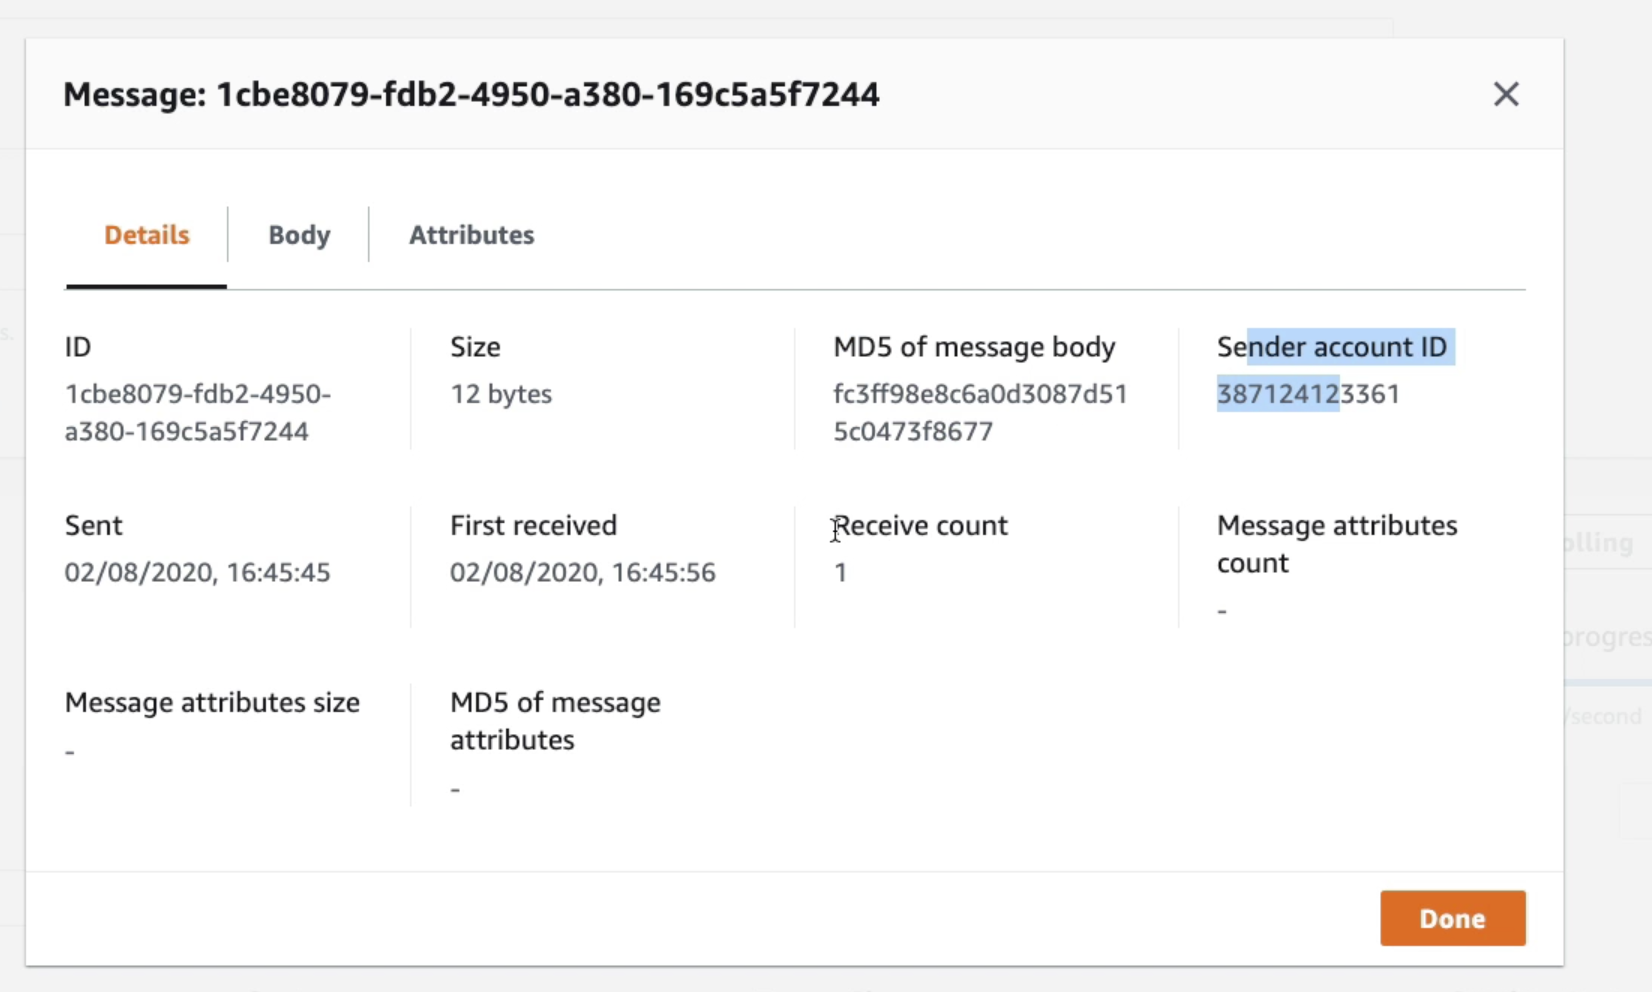 Message: 1cbe8079-fdb2-4950-a380-169c5a5f7244
Details
Body
Attributes
ID
1cbe8079-fdb2-4950-
a380-169c5a5f7244
Size
12 bytes
MD5 of message body
fc3ff98e8c6a0d3087d51
5c0473f8677
Sender account ID
387124123361
Sent
02/08/2020, 16:45:45
First received
02/08/2020, 16:45:56
Receive count
1
Message attributes
count
-
Message attributes size
-
MD5 of message
attributes
-
Done
s.
olling
progres
/second